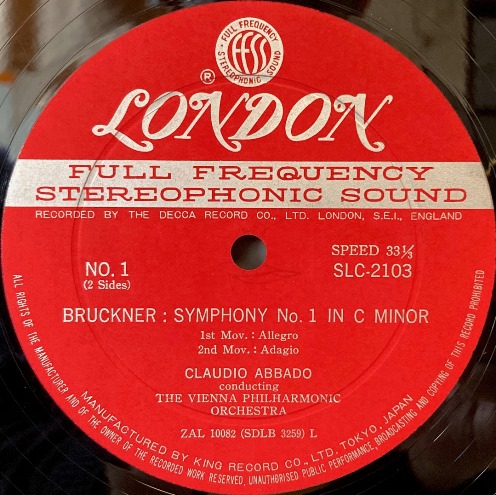 FULL FREQUENCY
ffss
STEREOPHONIC SOUND
®
LONDON
FULL FREQUENCY
STEREOPHONIC SOUND
RECORDED BY THE DECCA RECORD CO., LTD. LONDON, S.E.I., ENGLAND
NO. 1
(2 Sides)
SPEED 33⅓
SLC-2103
BRUCKNER : SYMPHONY No. 1 IN C MINOR
1st Mov. : Allegro
2nd Mov. : Adagio
CLAUDIO ABBADO
conducting
THE VIENNA PHILHARMONIC
ORCHESTRA
ZAL 10082 (SDLB 3259) L
MANUFACTURED BY KING RECORD CO., LTD. TOKYO, JAPAN
ALL RIGHTS OF THE MANUFACTURER AND OF THE OWNER OF THE RECORDED WORK RESERVED, UNAUTHORISED PUBLIC PERFORMANCE, BROADCASTING AND COPYING OF THIS RECORD PROHIBITED